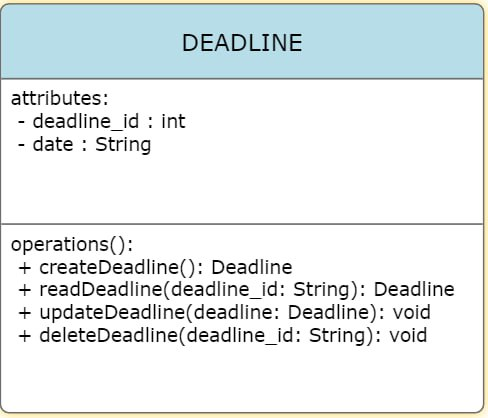 DEADLINE
attributes:
- deadline_id : int
- date : String
operations():
+ createDeadline(): Deadline
+ readDeadline(deadline_id: String): Deadline
+ updateDeadline(deadline: Deadline): void
+ deleteDeadline(deadline_id: String): void